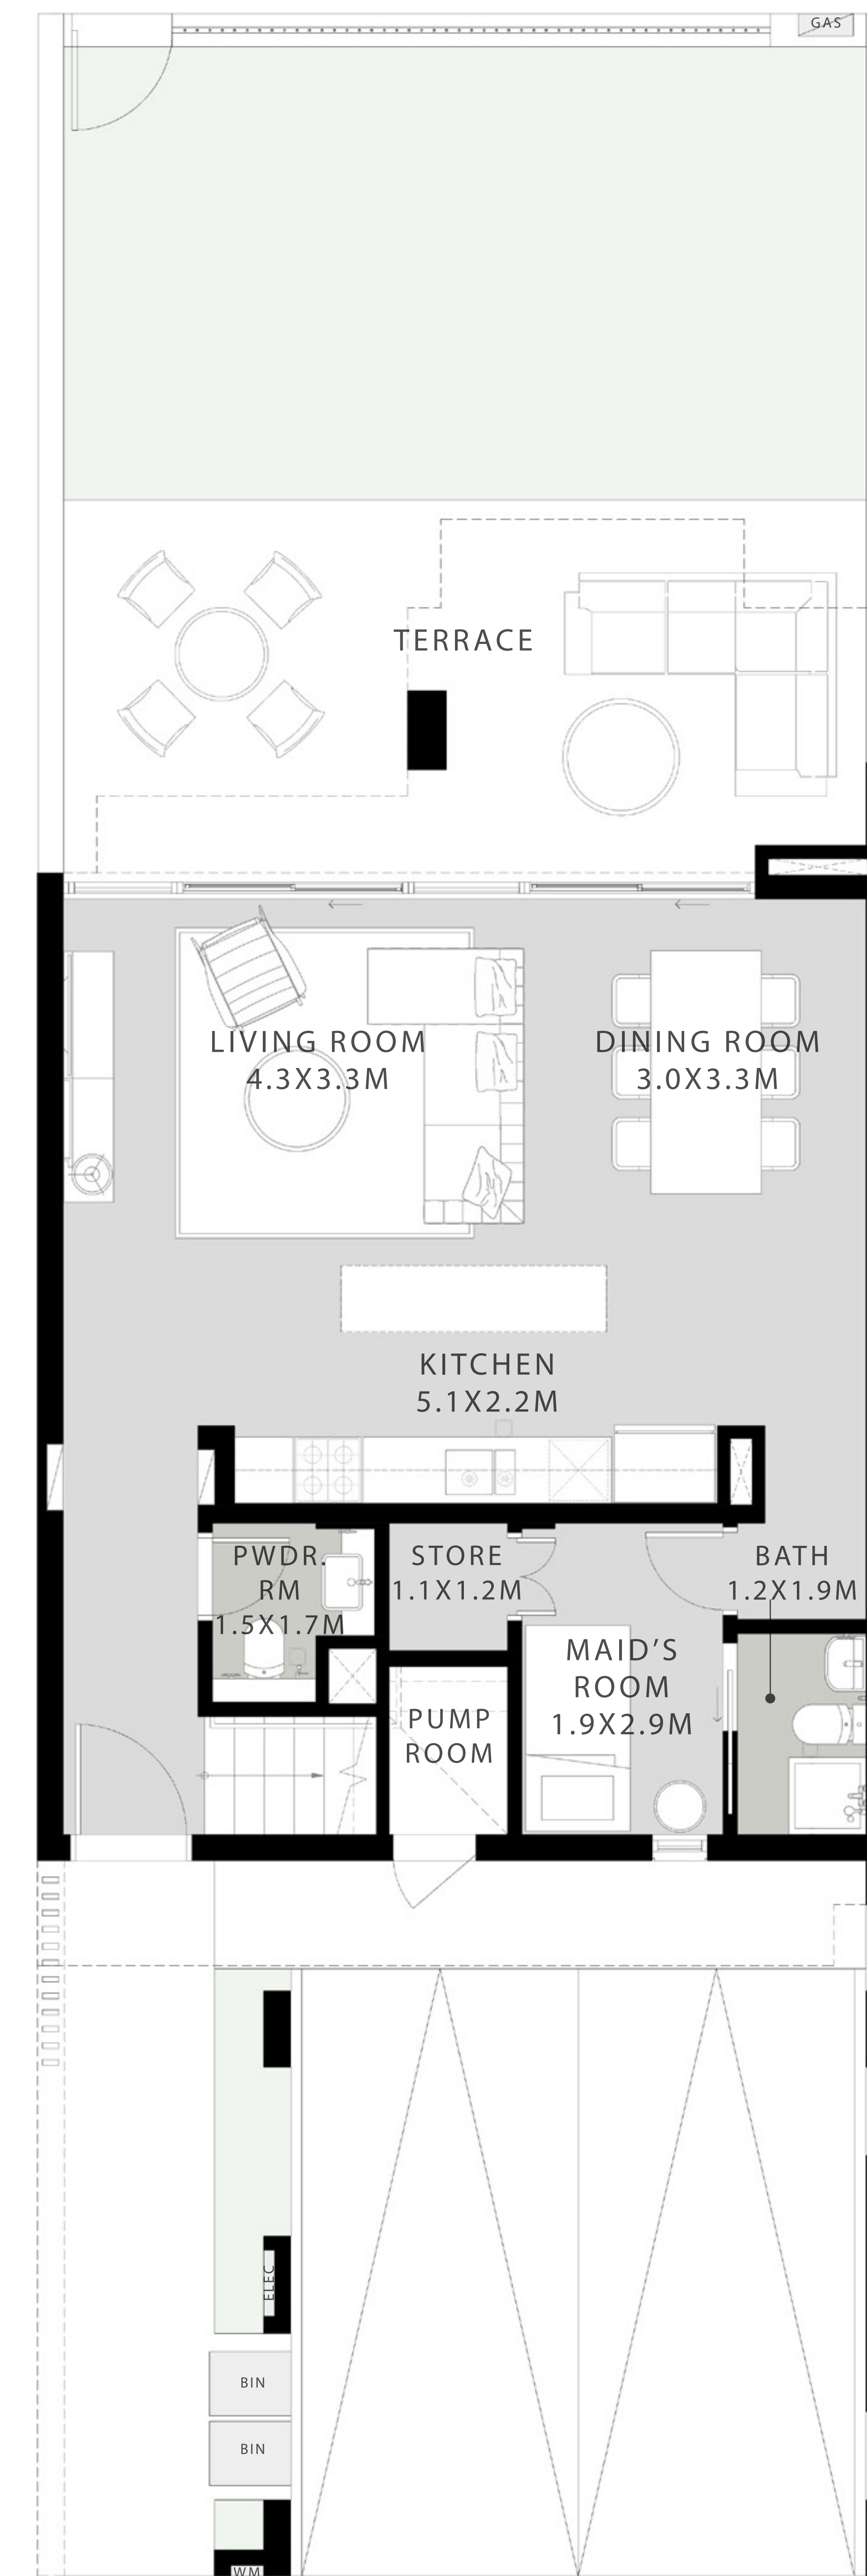 GAS
TERRACE
LIVING ROOM
4.3X3.3M
DINING ROOM
3.0X3.3M
KITCHEN
5.1X2.2M
PWDR.
RM
1.5X1.7M
STORE
1.1X1.2M
BATH
1.2X1.9M
MAID'S
ROOM
1.9X2.9M
PUMP
ROOM
ELEC
BIN
BIN
WM